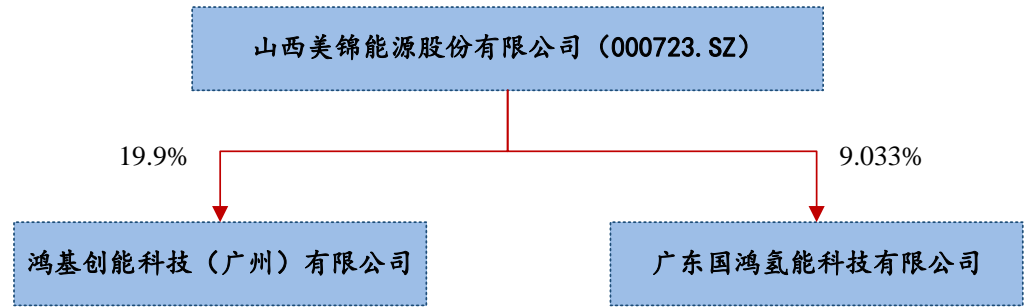 山西美锦能源股份有限公司（000723.SZ）
19.9%
9.033%
鸿基创能科技（广州）有限公司
广东国鸿氢能科技有限公司